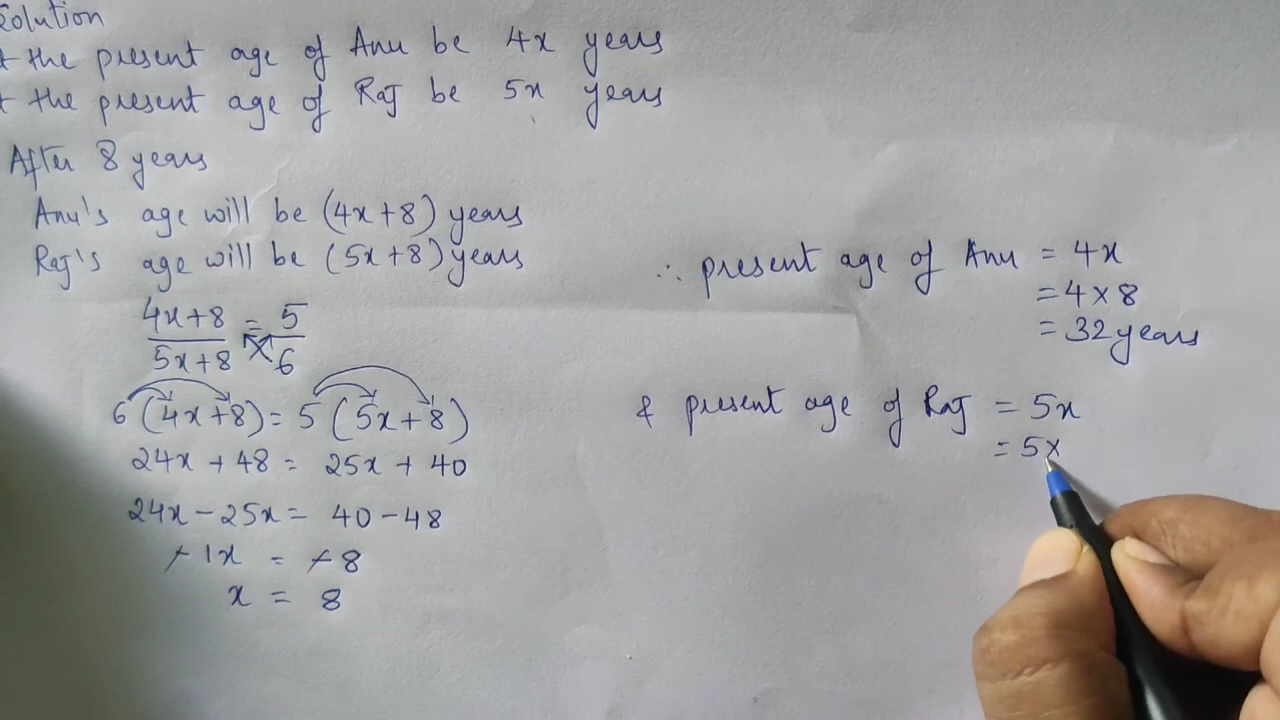 Solution
the present age of Anu be 4x years
the present age of Raj be 5x years
After 8 years
Anu's age will be (4x+8) years
Raj's age will be (5x+8) years
4x+8 = 5
5x+8 6
6(4x+8) = 5(5x+8)
24x + 48 = 25x + 40
24x - 25x = 40 - 48
-1x = -8
x = 8
∴ present age of Anu = 4x
= 4 × 8
= 32 years
& present age of Raj = 5x
= 5×